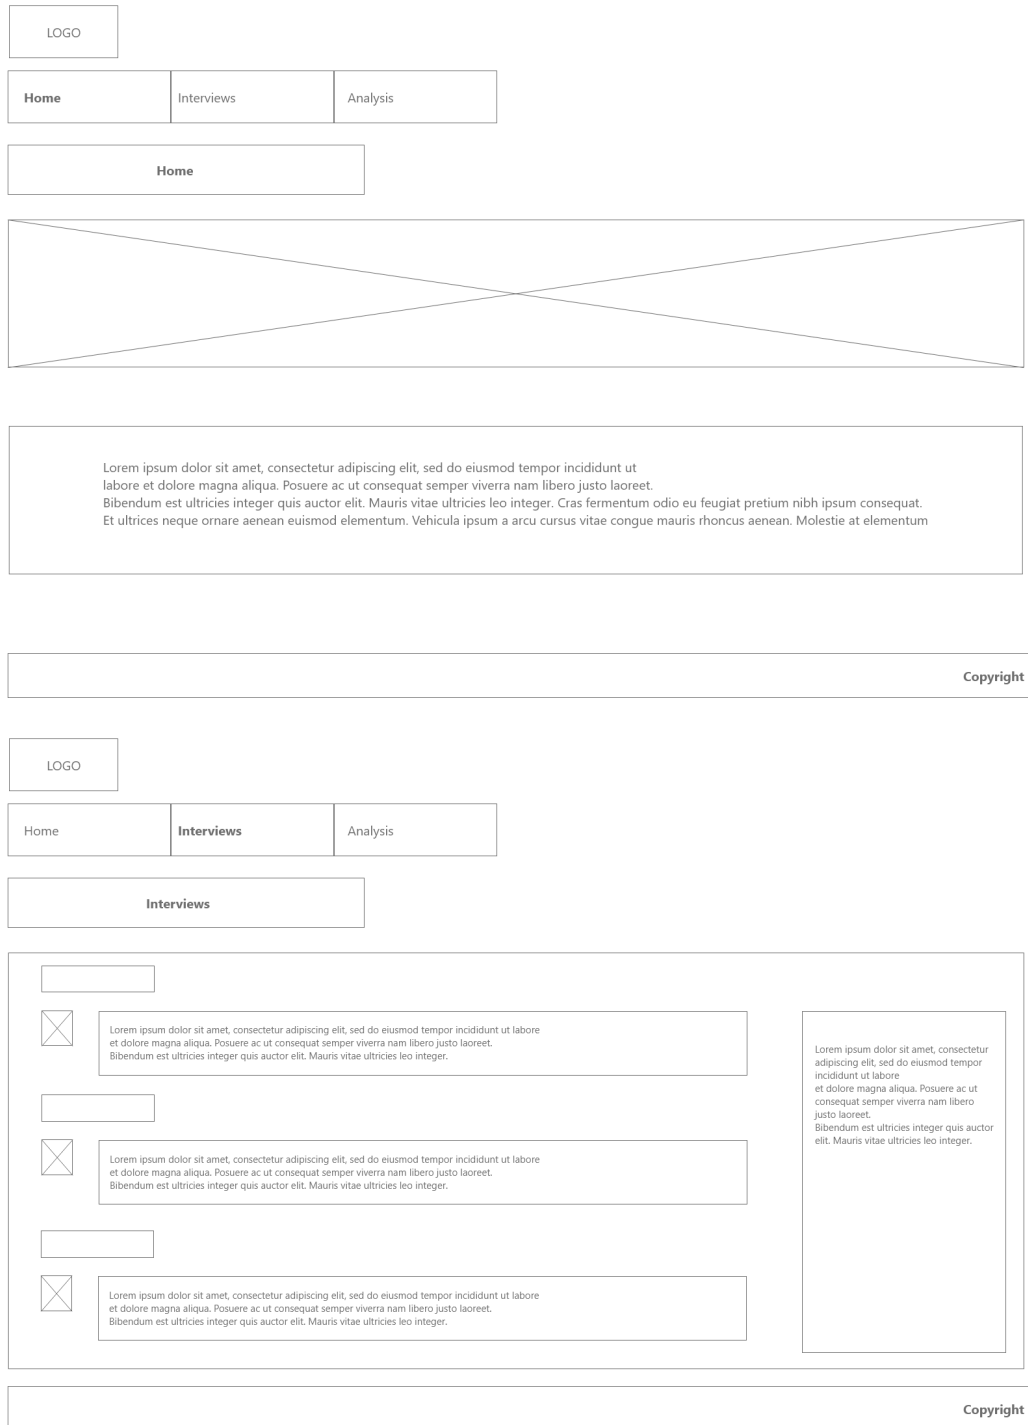 LOGO
Home Interviews Analysis
Home
Lorem ipsum dolor sit amet, consectetur adipiscing elit, sed do eiusmod tempor incididunt ut
labore et dolore magna aliqua. Posuere ac ut consequat semper viverra nam libero justo laoreet.
Bibendum est ultricies integer quis auctor elit. Mauris vitae ultricies leo integer. Cras fermentum odio eu feugiat pretium nibh ipsum consequat.
Et ultrices neque ornare aenean euismod elementum. Vehicula ipsum a arcu cursus vitae congue mauris rhoncus aenean. Molestie at elementum
Copyright
LOGO
Home Interviews Analysis
Interviews
Lorem ipsum dolor sit amet, consectetur adipiscing elit, sed do eiusmod tempor incididunt ut labore
et dolore magna aliqua. Posuere ac ut consequat semper viverra nam libero justo laoreet.
Bibendum est ultricies integer quis auctor elit. Mauris vitae ultricies leo integer.
Lorem ipsum dolor sit amet, consectetur adipiscing elit, sed do eiusmod tempor incididunt ut labore
et dolore magna aliqua. Posuere ac ut consequat semper viverra nam libero justo laoreet.
Bibendum est ultricies integer quis auctor elit. Mauris vitae ultricies leo integer.
Lorem ipsum dolor sit amet, consectetur adipiscing elit, sed do eiusmod tempor incididunt ut labore
et dolore magna aliqua. Posuere ac ut consequat semper viverra nam libero justo laoreet.
Bibendum est ultricies integer quis auctor elit. Mauris vitae ultricies leo integer.
Lorem ipsum dolor sit amet, consectetur
adipiscing elit, sed do eiusmod tempor
incididunt ut labore
et dolore magna aliqua. Posuere ac ut
consequat semper viverra nam libero
justo laoreet.
Bibendum est ultricies integer quis auctor
elit. Mauris vitae ultricies leo integer.
Copyright